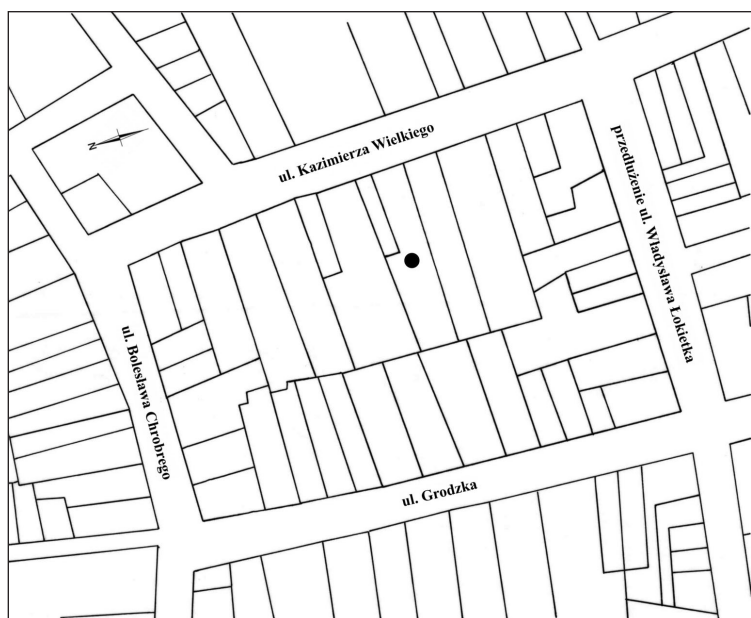 N
ul. Kazimierza Wielkiego
przedłużenie ul. Władysława Łokietka
ul. Bolesława Chrobrego
ul. Grodzka